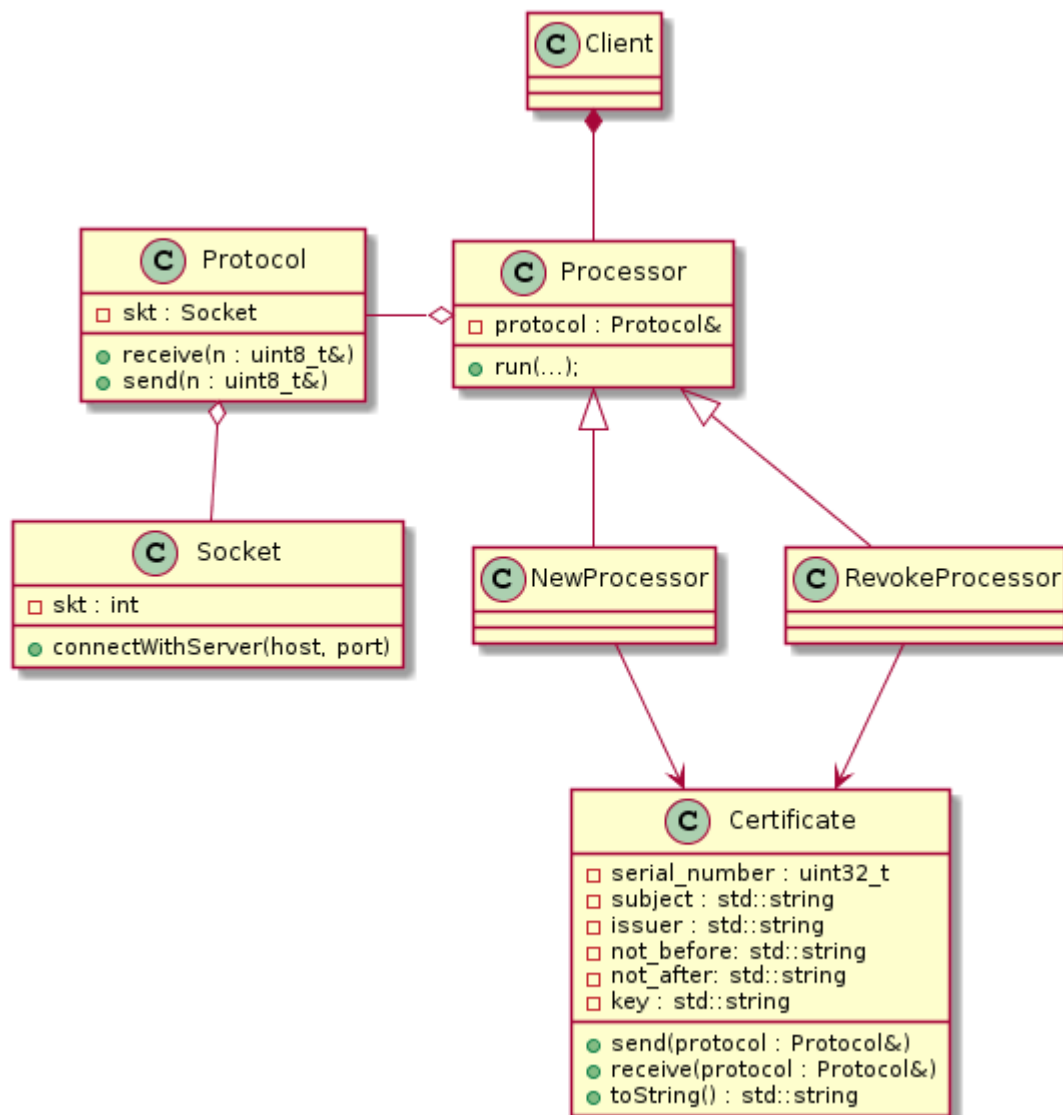 C Client
C Protocol
skt : Socket
receive(n : uint8_t&)
send(n : uint8_t&)
C Processor
protocol : Protocol&
run(...);
C Socket
skt : int
connectWithServer(host, port)
C NewProcessor
C RevokeProcessor
C Certificate
serial_number : uint32_t
subject : std::string
issuer : std::string
not_before: std::string
not_after: std::string
key : std::string
send(protocol : Protocol&)
receive(protocol : Protocol&)
toString() : std::string